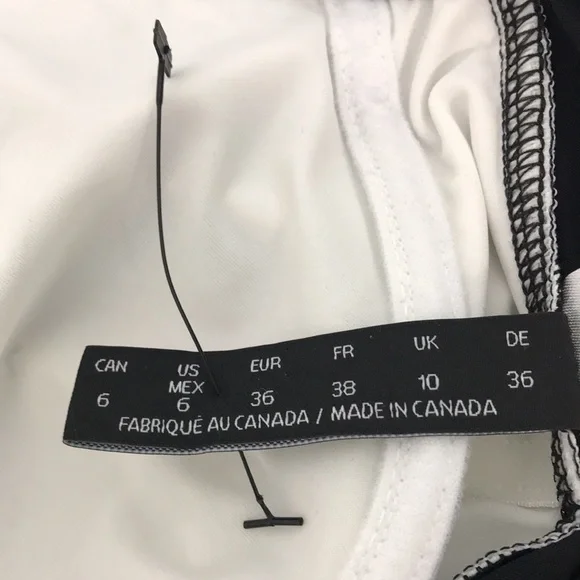 CAN US MEX EUR FR UK DE
6 6 36 38 10 36
FABRIQUÉ AU CANADA / MADE IN CANADA